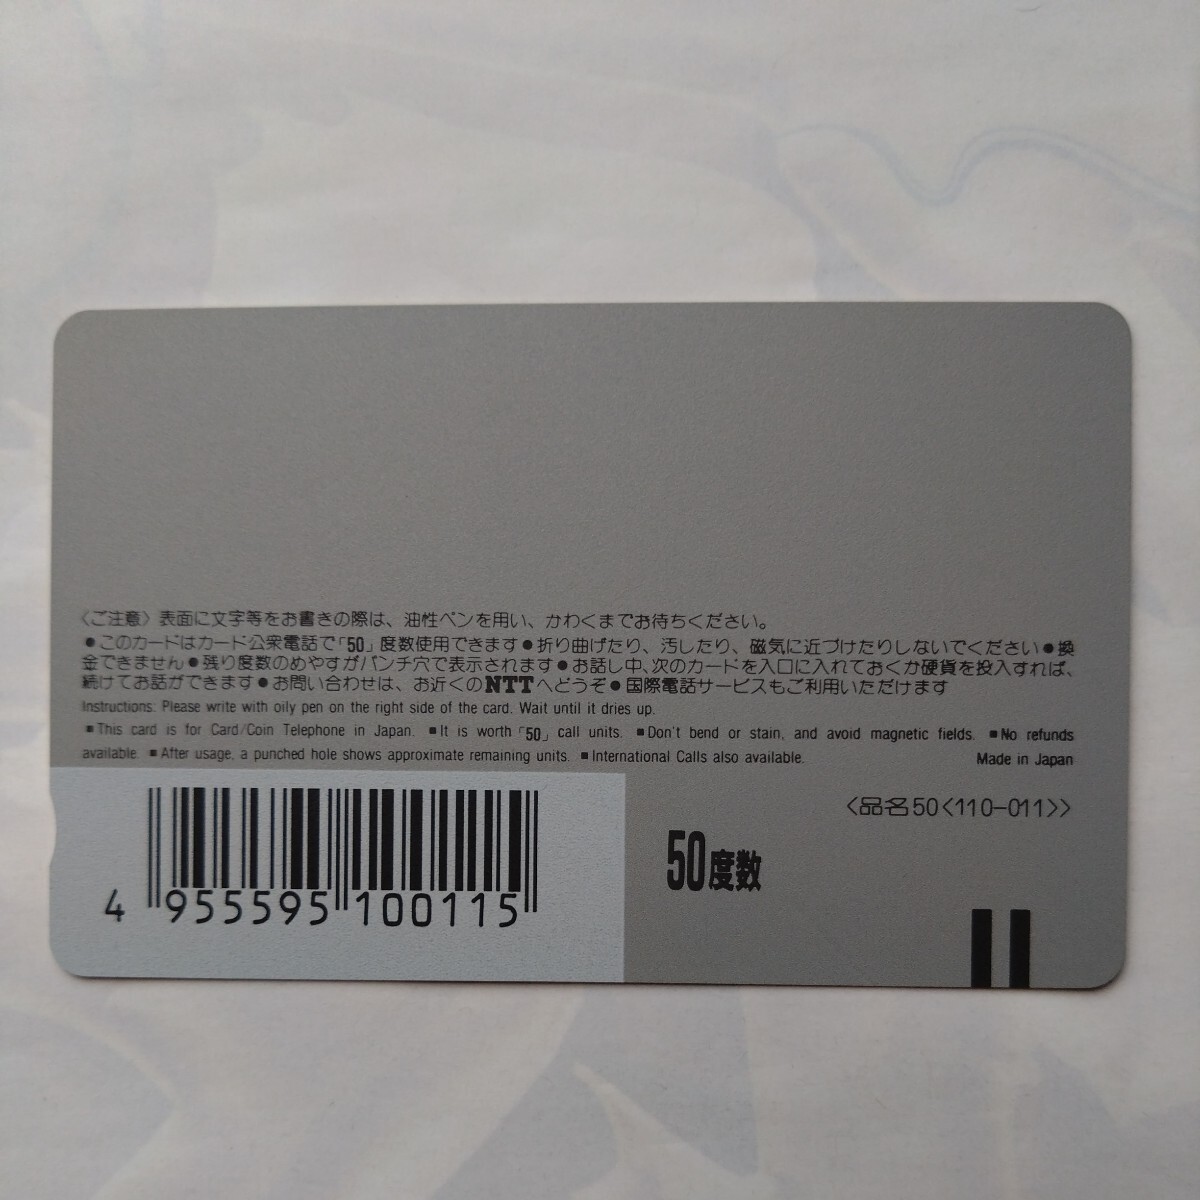 〈ご注意〉表面に文字等をお書きの際は、油性ペンを用い、かわくまでお待ちください。
●このカードはカード公衆電話で「50」度数使用できます●折り曲げたり、汚したり、磁気に近づけたりしないでください●換
金できません●残り度数のめやすがパンチ穴で表示されます●お話し中、次のカードを入口に入れておくか硬貨を投入すれば、
続けてお話ができます●お問い合わせは、お近くのNTTへどうぞ●国際電話サービスもご利用いただけます
Instructions: Please write with oily pen on the right side of the card. Wait until it dries up.
■This card is for Card/Coin Telephone in Japan. ■It is worth「50」call units. ■Don't bend or stain, and avoid magnetic fields. ■No refunds
available. ■After usage, a punched hole shows approximate remaining units. ■International Calls also available. Made in Japan
〈品名50〈110-011〉〉
50度数
4 955595 100115